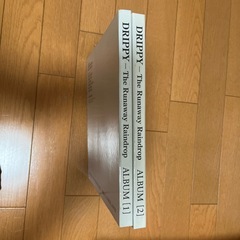 DRIPPY – The Runaway Raindrop ALBUM [1]
DRIPPY – The Runaway Raindrop ALBUM [2]